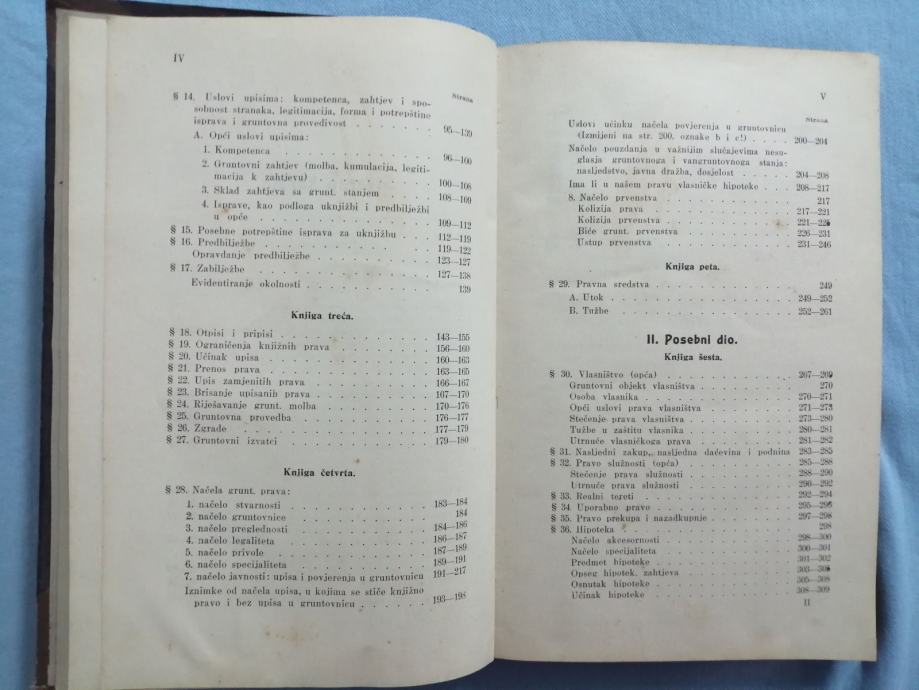 IV
Strana
§ 14. Uslovi upisima: kompetenca, zahtjev i spo-
sobnost stranaka, legitimacija, forma i potrepštine
isprava i gruntovna provedivost . . . . . . 95—139
A. Opći uslovi upisima:
1. Kompetenca . . . . . . . . . . 96—100
2. Gruntovni zahtjev (molba, kumulacija, legiti-
macija k zahtjevu) . . . . . . . . 100—108
3. Sklad zahtjeva sa grunt. stanjem . . . . 108—109
4. Isprave, kao podloga uknjižbi i predbilježbi
u opće . . . . . . . . . . . 109—112
§ 15. Posebne potrepštine isprava za uknjižbu . . . 112—119
§ 16. Predbilježbe . . . . . . . . . . . 119—122
Opravdanje predbilježbe . . . . . . . . 123—127
§ 17. Zabilježbe . . . . . . . . . . . . 127—138
Evidentiranje okolnosti . . . . . . . . . 139
Knjiga treća.
§ 18. Otpisi i pripisi . . . . . . . . . . 143—155
§ 19. Ograničenja knjižnih prava . . . . . . . 156—160
§ 20. Učinak upisa . . . . . . . . . . . 160—163
§ 21. Prenos prava . . . . . . . . . . . 163—165
§ 22. Upis zamjenitih prava . . . . . . . . 166—167
§ 23. Brisanje upisanih prava . . . . . . . . 167—170
§ 24. Riješavanje grunt. molba . . . . . . . 170—176
§ 25. Gruntovna provedba . . . . . . . . . 176—177
§ 26. Zgrade . . . . . . . . . . . . . 177—179
§ 27. Gruntovni izvatci . . . . . . . . . . 179—180
Knjiga četvrta.
§ 28. Načela grunt. prava:
1. načelo stvarnosti . . . . . . . . . 183—184
2. načelo gruntovnice . . . . . . . . 184
3. načelo preglednosti . . . . . . . . 184—186
4. načelo legaliteta . . . . . . . . . 186—187
5. načelo privole . . . . . . . . . . 187—189
6. načelo specijaliteta . . . . . . . . 189—191
7. načelo javnosti: upisa i povjerenja u gruntovnicu 191—217
Iznimke od načela upisa, u kojima se stiče knjižno
pravo i bez upisa u gruntovnicu . . . . . 193—198
V
Strana
Uslovi učinku načela povjerenja u gruntovnicu
(Izmijeni na str. 200, oznake b i c!) . . . . 200—204
Načelo pouzdanja u važnijim slučajevima nesu-
glasja gruntovnoga i vangruntovnoga stanja:
nasljedstvo, javna dražba, dosjelost . . . . 204—208
Ima li u našem pravu vlasničke hipoteke . . . 208—217
8. Načelo prvenstva . . . . . . . . . . 217
Kolizija prava . . . . . . . . . . . 217—221
Kolizija prvenstva . . . . . . . . . . 221—225
Biće grunt. prvenstva . . . . . . . . . 226—231
Ustup prvenstva . . . . . . . . . . 231—246
Knjiga peta.
§ 29. Pravna sredstva . . . . . . . . . . 249
A. Utok . . . . . . . . . . . . . 249—252
B. Tužbe . . . . . . . . . . . . . 252—261
II. Posebni dio.
Knjiga šesta.
§ 30. Vlasništvo (opća) . . . . . . . . . . 267—269
Gruntovni objekt vlasništva . . . . . . . 270
Osoba vlasnika . . . . . . . . . . . 270—271
Opći uslovi prava vlasništva . . . . . . . 271—273
Stečenje prava vlasništva . . . . . . . . 273—280
Tužbe u zaštitu vlasnika . . . . . . . . 280—281
Utrnuće vlasničkoga prava . . . . . . . . 281—282
§ 31. Nasljedni zakup, nasljedna daćevina i podnina 283—285
§ 32. Pravo služnosti (opća) . . . . . . . . 285—288
Stečenje prava služnosti . . . . . . . . 288—290
Utrnuće prava služnosti . . . . . . . . 290—292
§ 33. Realni tereti . . . . . . . . . . . 292—294
§ 34. Uporabno pravo . . . . . . . . . . 295—296
§ 35. Pravo prekupa i nazadkupnje . . . . . . 297—298
§ 36. Hipoteka . . . . . . . . . . . . 298
Načelo akcesornosti . . . . . . . . . 298—300
Načelo specijaliteta . . . . . . . . . 300—301
Predmet hipoteke . . . . . . . . . . 301—302
Opseg hipotek. zahtjeva . . . . . . . . 303—305
Osnutak hipoteke . . . . . . . . . . 305—308
Učinak hipoteke . . . . . . . . . . 308—309
II